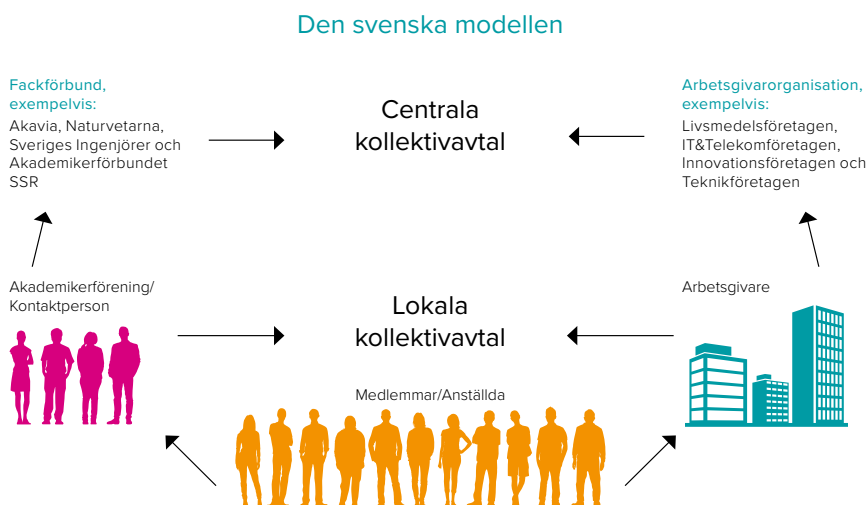 Den svenska modellen
Fackförbund,
exempelvis:
Akavia, Naturvetarna,
Sveriges Ingenjörer och
Akademikerförbundet
SSR
Centrala
kollektivavtal
Arbetsgivarorganisation,
exempelvis:
Livsmedelsföretagen,
IT&Telekomföretagen,
Innovationsföretagen och
Teknikföretagen
Akademikerförening/
Kontaktperson
Lokala
kollektivavtal
Arbetsgivare
Medlemmar/Anställda